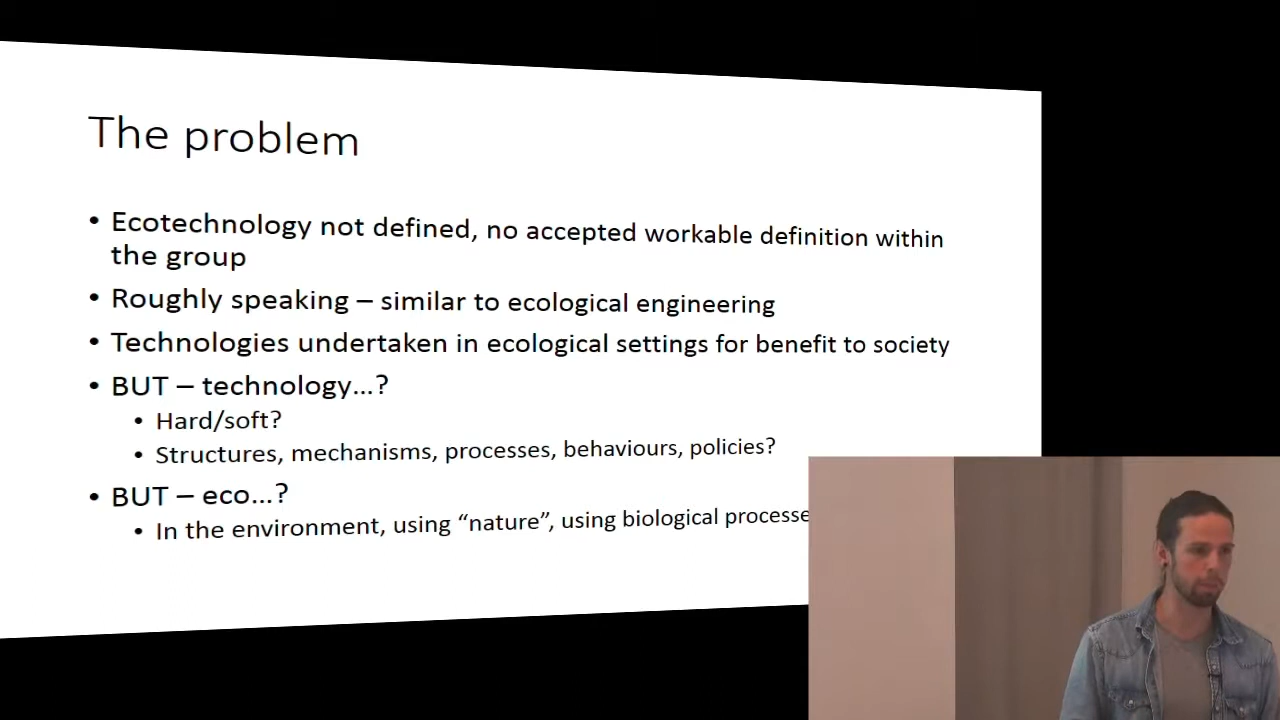 The problem
• Ecotechnology not defined, no accepted workable definition within
the group
• Roughly speaking – similar to ecological engineering
• Technologies undertaken in ecological settings for benefit to society
• BUT – technology...?
• Hard/soft?
• Structures, mechanisms, processes, behaviours, policies?
• BUT – eco...?
• In the environment, using “nature”, using biological